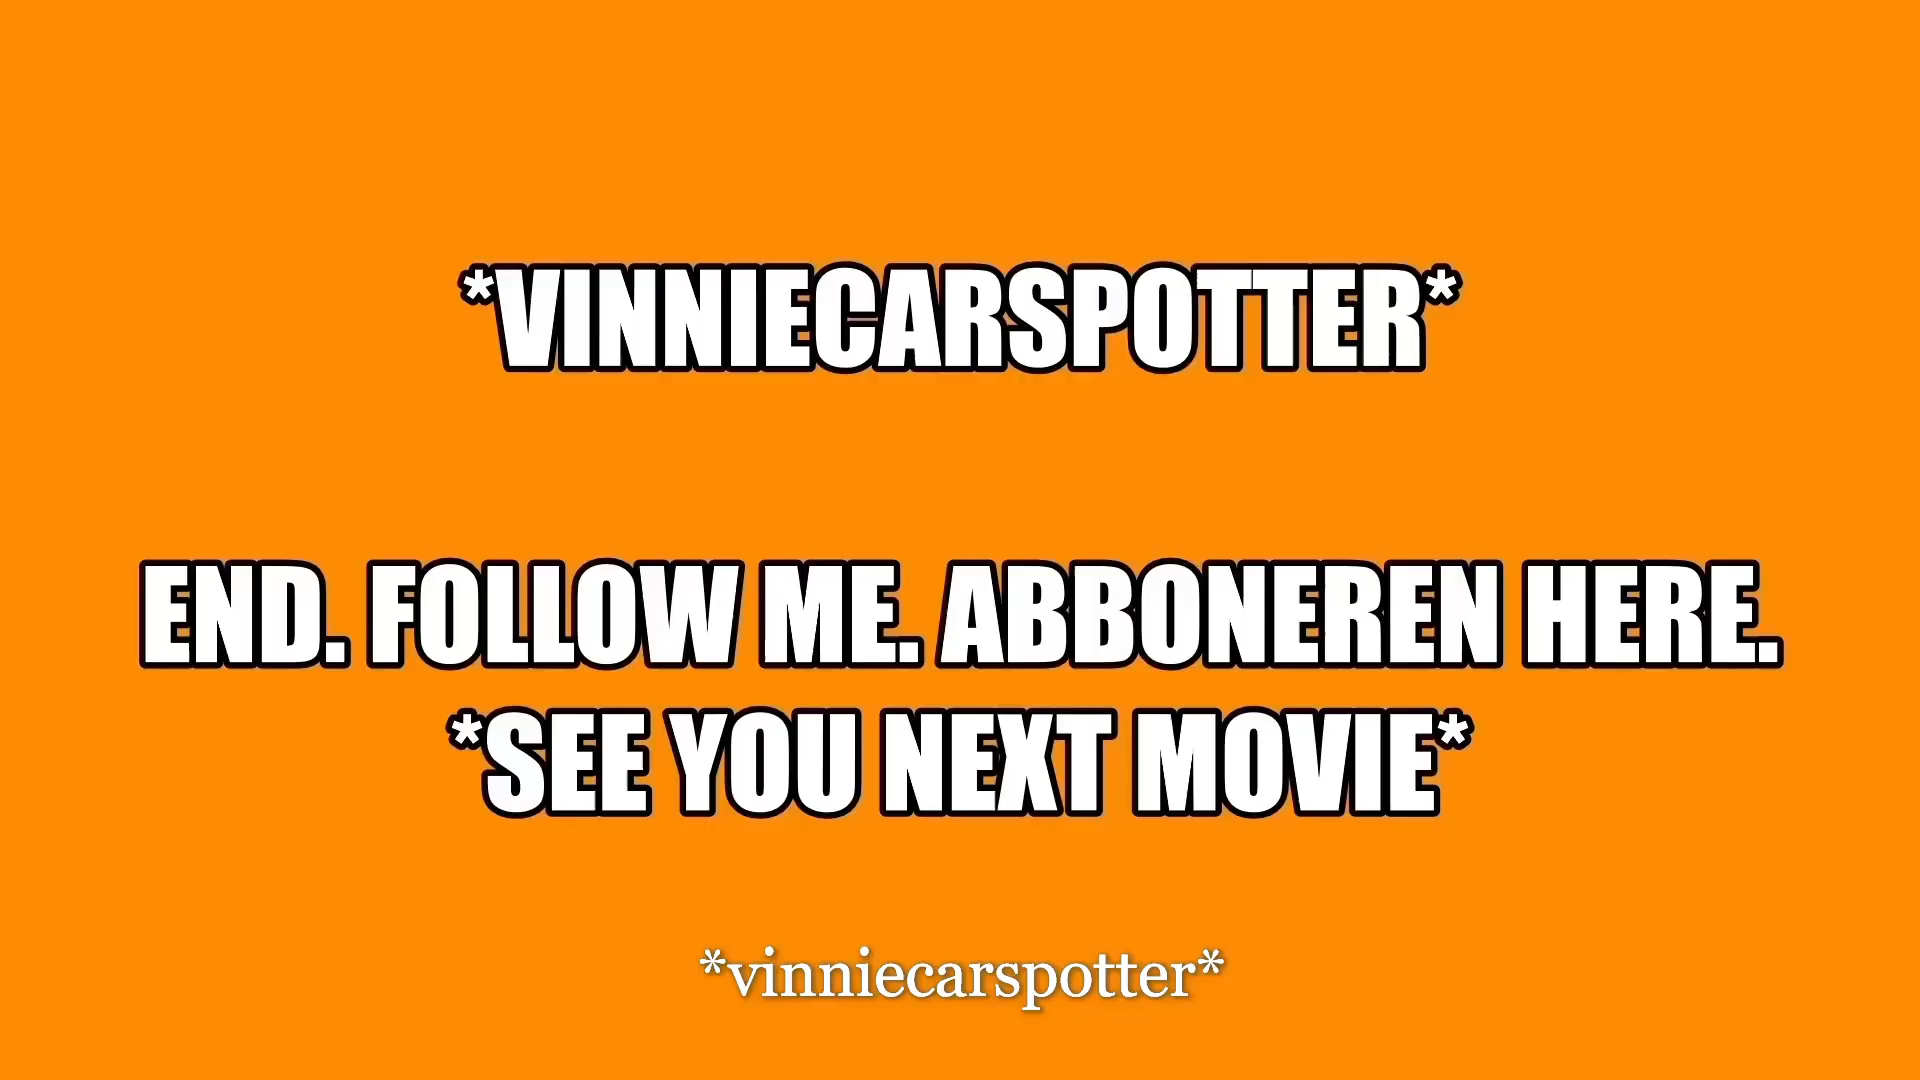 *VINNIECARSPOTTER*
END. FOLLOW ME. ABBONEREN HERE.
*SEE YOU NEXT MOVIE*
*vinniecarspotter*